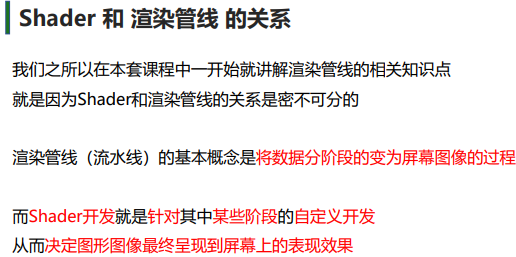 Shader 和 渲染管线 的关系
我们之所以在本套课程中一开始就讲解渲染管线的相关知识点
就是因为Shader和渲染管线的关系是密不可分的
渲染管线（流水线）的基本概念是将数据分阶段的变为屏幕图像的过程
而Shader开发就是针对其中某些阶段的自定义开发
从而决定图形图像最终呈现到屏幕上的表现效果